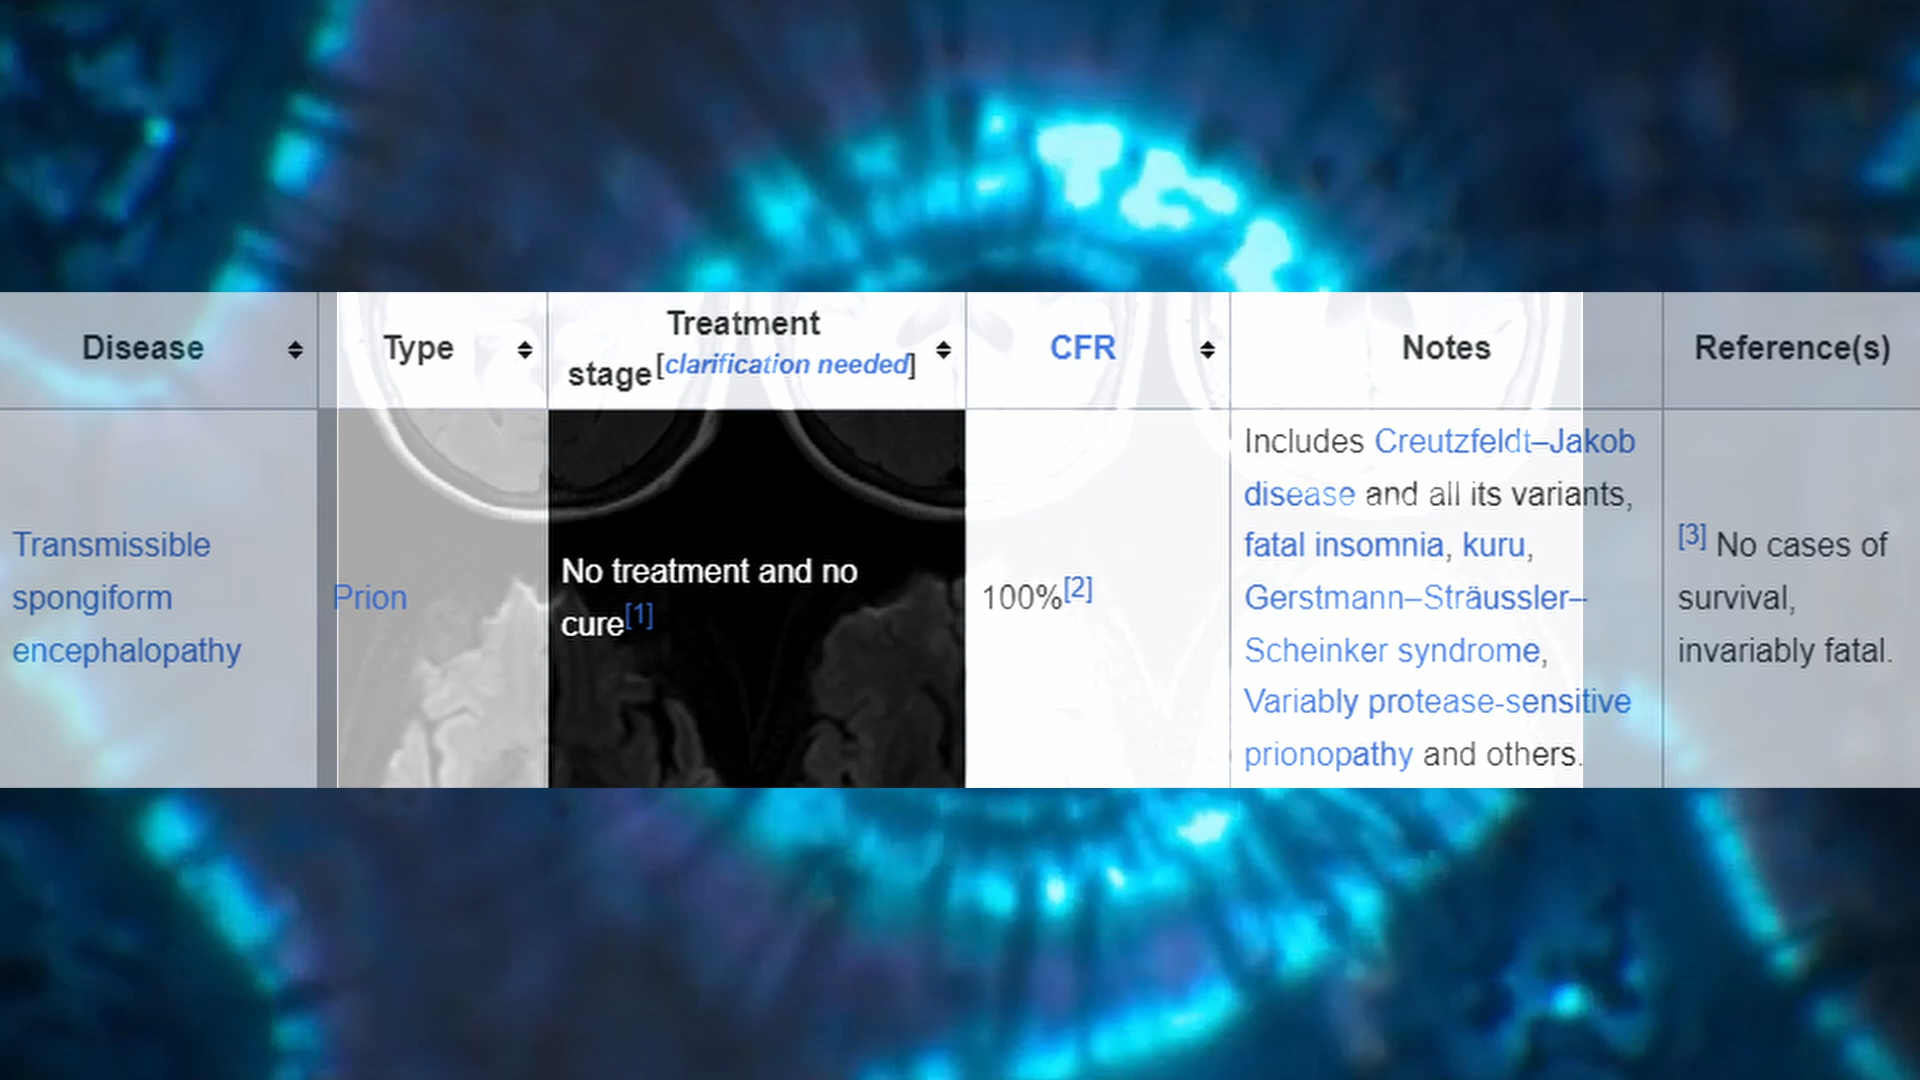 Disease
Type
Treatment
stage[clarification needed]
CFR
Notes
Reference(s)
Transmissible
spongiform
encephalopathy
Prion
No treatment and no
cure[1]
100%[2]
Includes Creutzfeldt–Jakob
disease and all its variants,
fatal insomnia, kuru,
Gerstmann–Sträussler–
Scheinker syndrome,
Variably protease-sensitive
prionopathy and others.
[3] No cases of
survival,
invariably fatal.